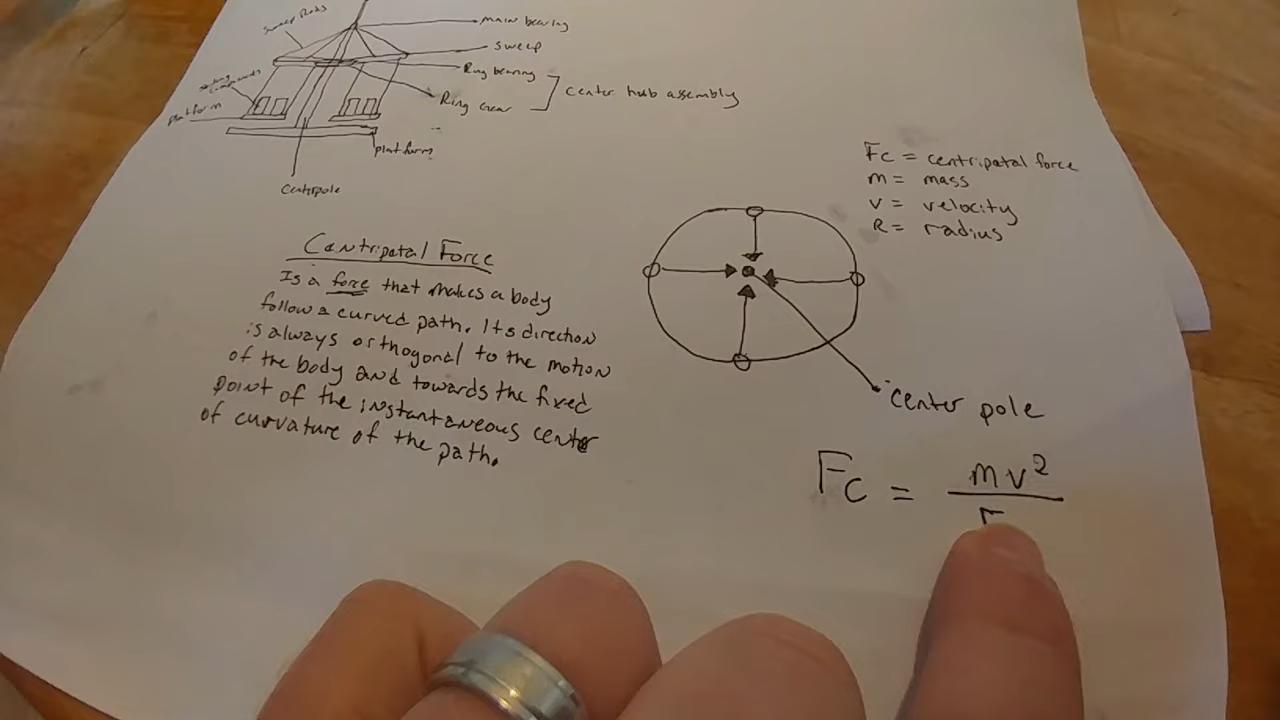 Sweep Rods
main bearing
sweep
Ring bearing
Ring Gear
center hub assembly
platform
platform
Centerpole
Fc = centripatal force
m = mass
v = velocity
R = radius
Centripatal Force
Is a force that makes a body
follow a curved path. Its direction
is always orthogonal to the motion
of the body and towards the fixed
point of the instantaneous center
of curvature of the path.
center pole
Fc = mv²